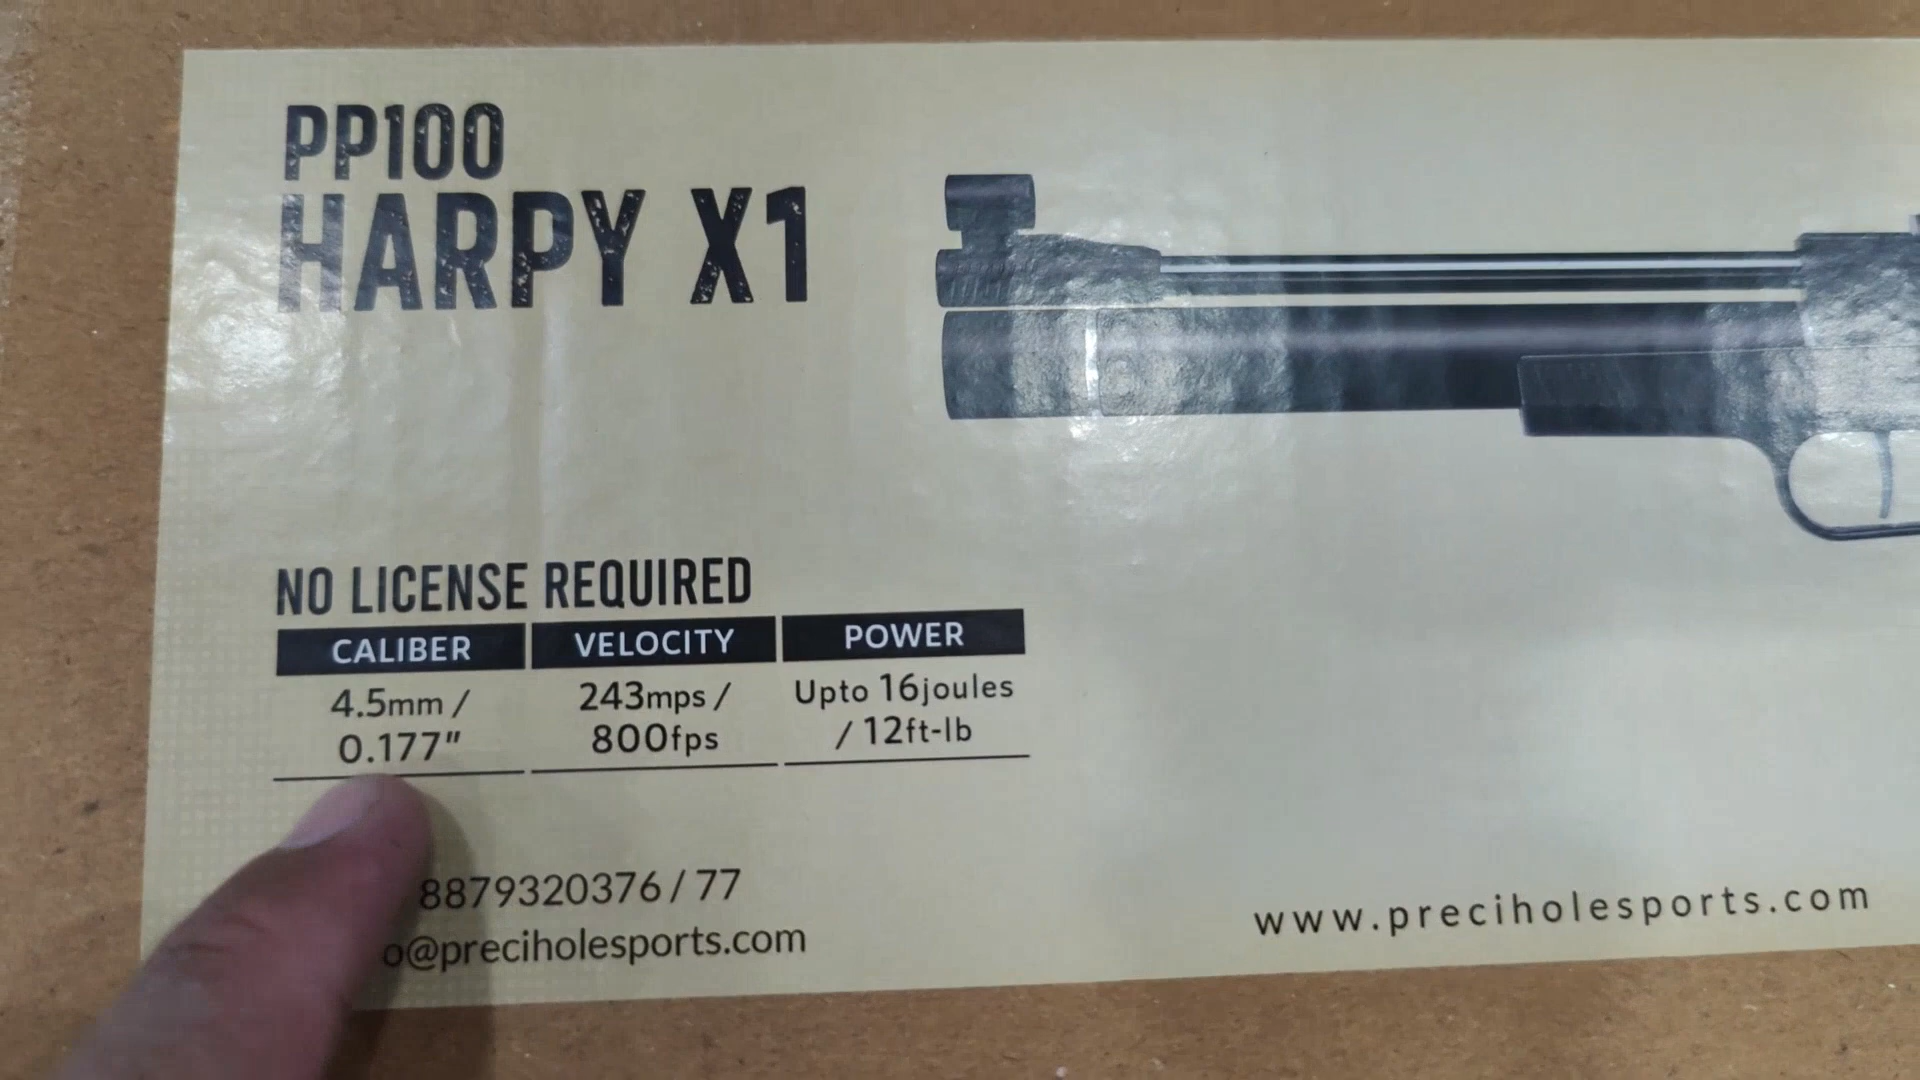 PP100
HARPY X1
NO LICENSE REQUIRED
CALIBER VELOCITY POWER
4.5mm / 243mps / Upto 16joules
0.177" 800fps / 12ft-lb
8879320376 / 77
o@preciholesports.com
www.preciholesports.com